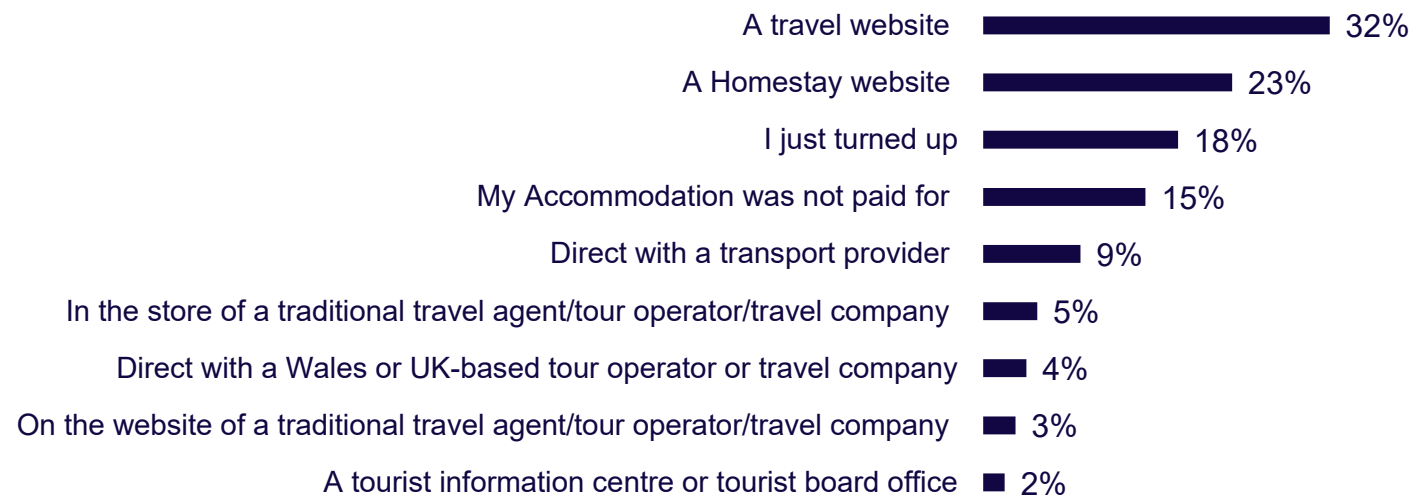 A travel website 32%
A Homestay website 23%
I just turned up 18%
My Accommodation was not paid for 15%
Direct with a transport provider 9%
In the store of a traditional travel agent/tour operator/travel company 5%
Direct with a Wales or UK-based tour operator or travel company 4%
On the website of a traditional travel agent/tour operator/travel company 3%
A tourist information centre or tourist board office 2%